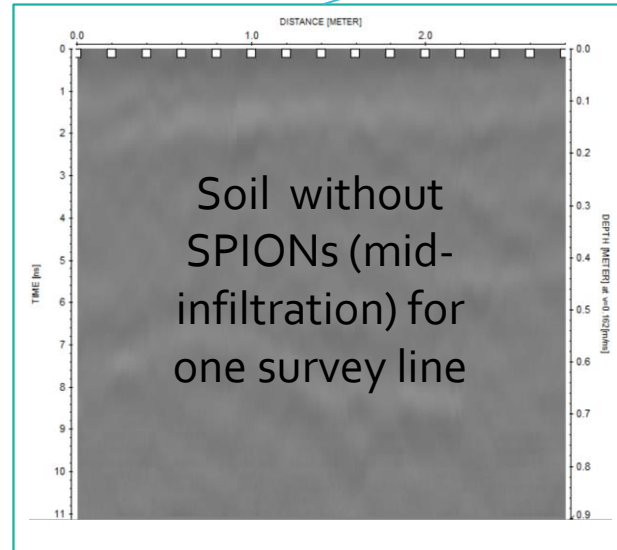 DISTANCE [METER]
0.0 1.0 2.0
0 0.0
1 0.1
2 0.2
3 0.3
4 0.4
5 0.5
6 0.6
7 0.7
8 0.8
9 0.9
10
11
TIME [ns]
DEPTH [METER] at v=0.162[m/ns]
Soil without
SPIONs (mid-
infiltration) for
one survey line